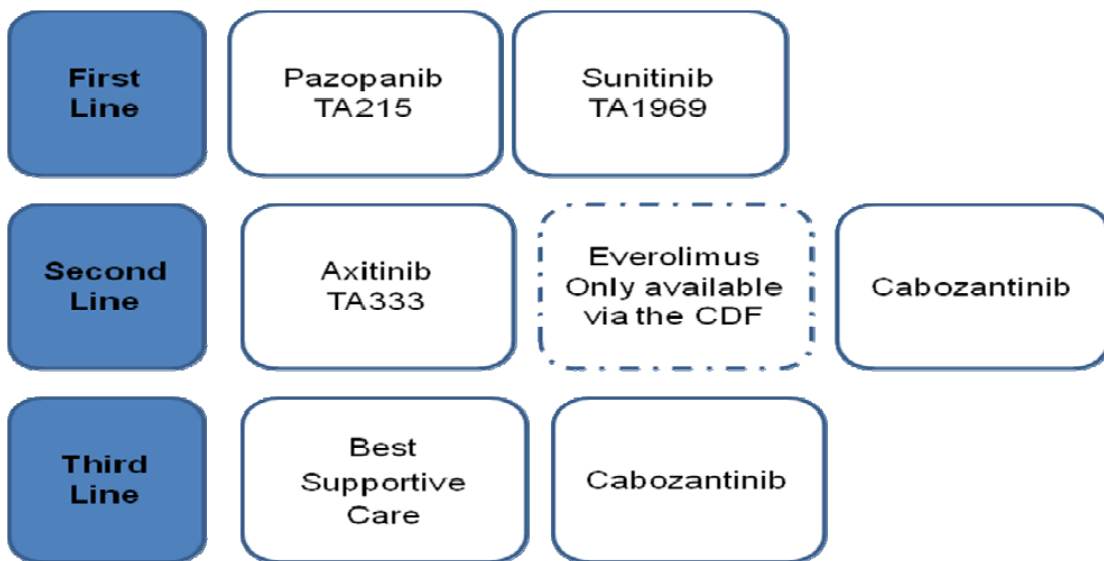 First
Line
Pazopanib
TA215
Sunitinib
TA1969
Second
Line
Axitinib
TA333
Everolimus
Only available
via the CDF
Cabozantinib
Third
Line
Best
Supportive
Care
Cabozantinib